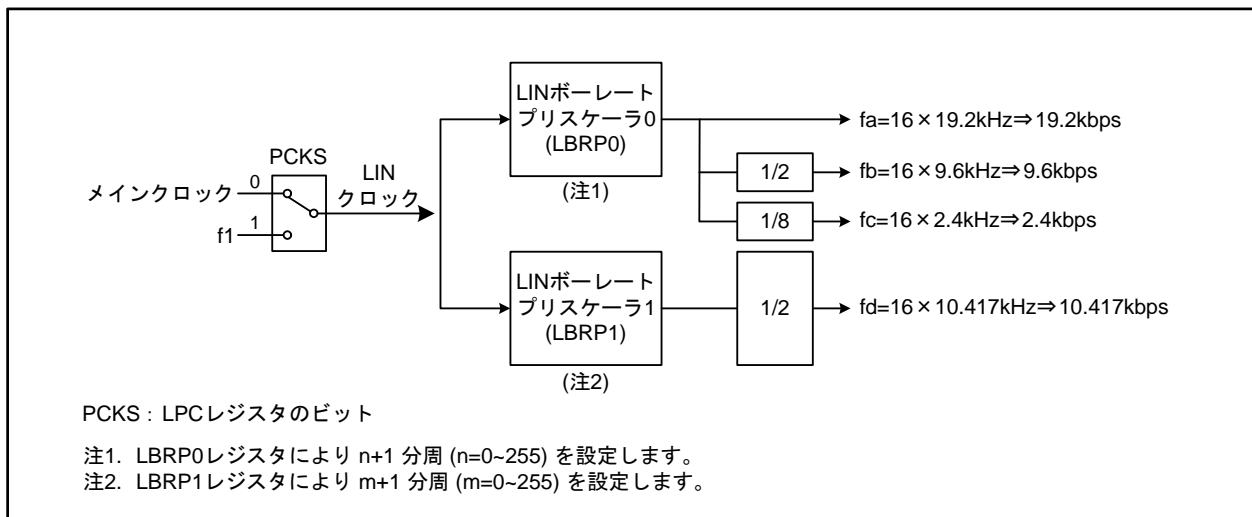 LINボーレート
プリスケーラ0
(LBRP0)
(注1)
fa=16×19.2kHz⇒19.2kbps
1/2
fb=16×9.6kHz⇒9.6kbps
1/8
fc=16×2.4kHz⇒2.4kbps
PCKS
メインクロック
0
LIN
クロック
f1
1
LINボーレート
プリスケーラ1
(LBRP1)
(注2)
1/2
fd=16×10.417kHz⇒10.417kbps
PCKS : LPCレジスタのビット
注1. LBRP0レジスタにより n+1 分周 (n=0~255) を設定します。
注2. LBRP1レジスタにより m+1 分周 (m=0~255) を設定します。